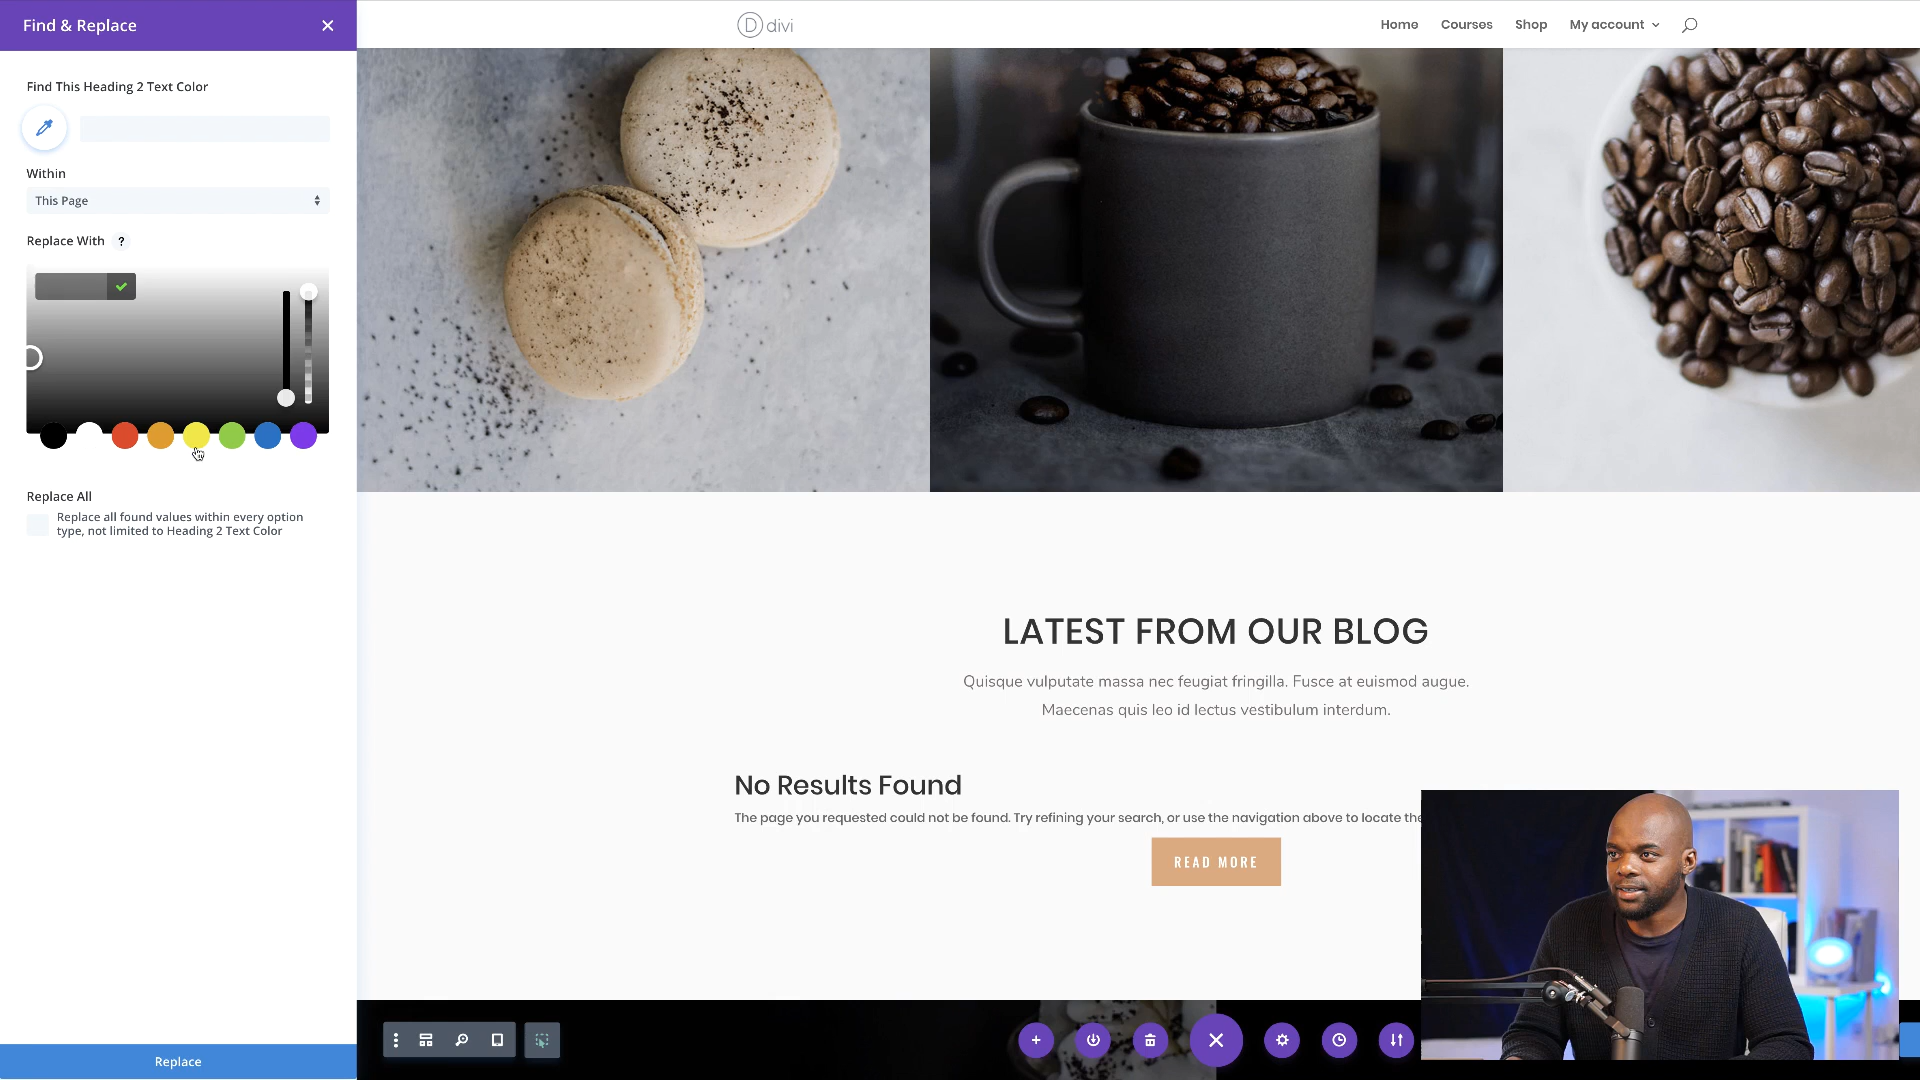 Find & Replace
Find This Heading 2 Text Color
Within
This Page
Replace With ?
Replace All
Replace all found values within every option
type, not limited to Heading 2 Text Color
Replace
D divi
Home Courses Shop My account
LATEST FROM OUR BLOG
Quisque vulputate massa nec feugiat fringilla. Fusce at euismod augue.
Maecenas quis leo id lectus vestibulum interdum.
No Results Found
The page you requested could not be found. Try refining your search, or use the navigation above to locate the
READ MORE